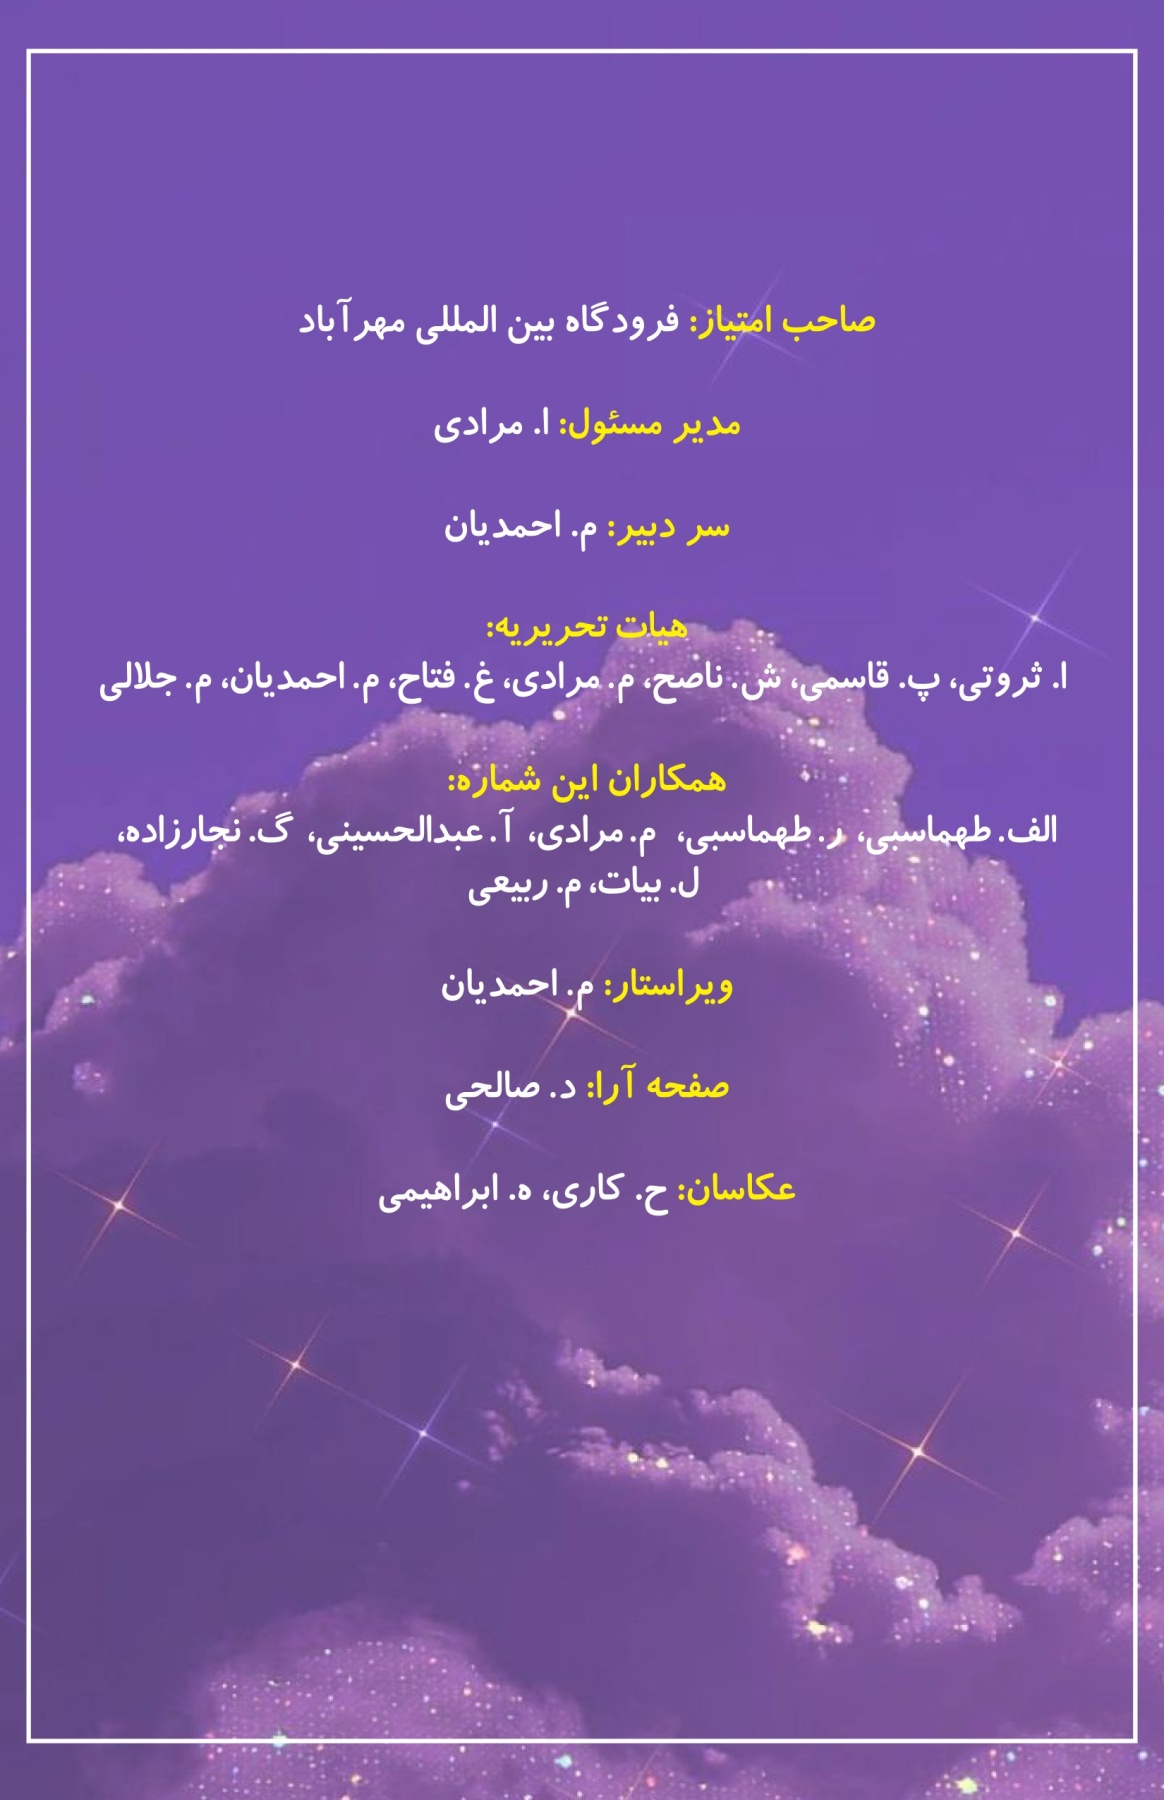 صاحب امتیاز: فرودگاه بین المللی مهرآباد
مدیر مسئول: ا. مرادی
سر دبیر: م. احمدیان
هیات تحریریه:
ا. ثروتی، پ. قاسمی، ش. ناصح، م. مرادی، غ. فتاح، م. احمدیان، م. جلالی
همکاران این شماره:
الف. طهماسبی، ر. طهماسبی، م. مرادی، آ. عبدالحسینی، گ. نجارزاده،
ل. بیات، م. ربیعی
ویراستار: م. احمدیان
صفحه آرا: د. صالحی
عکاسان: ح. کاری، ه. ابراهیمی